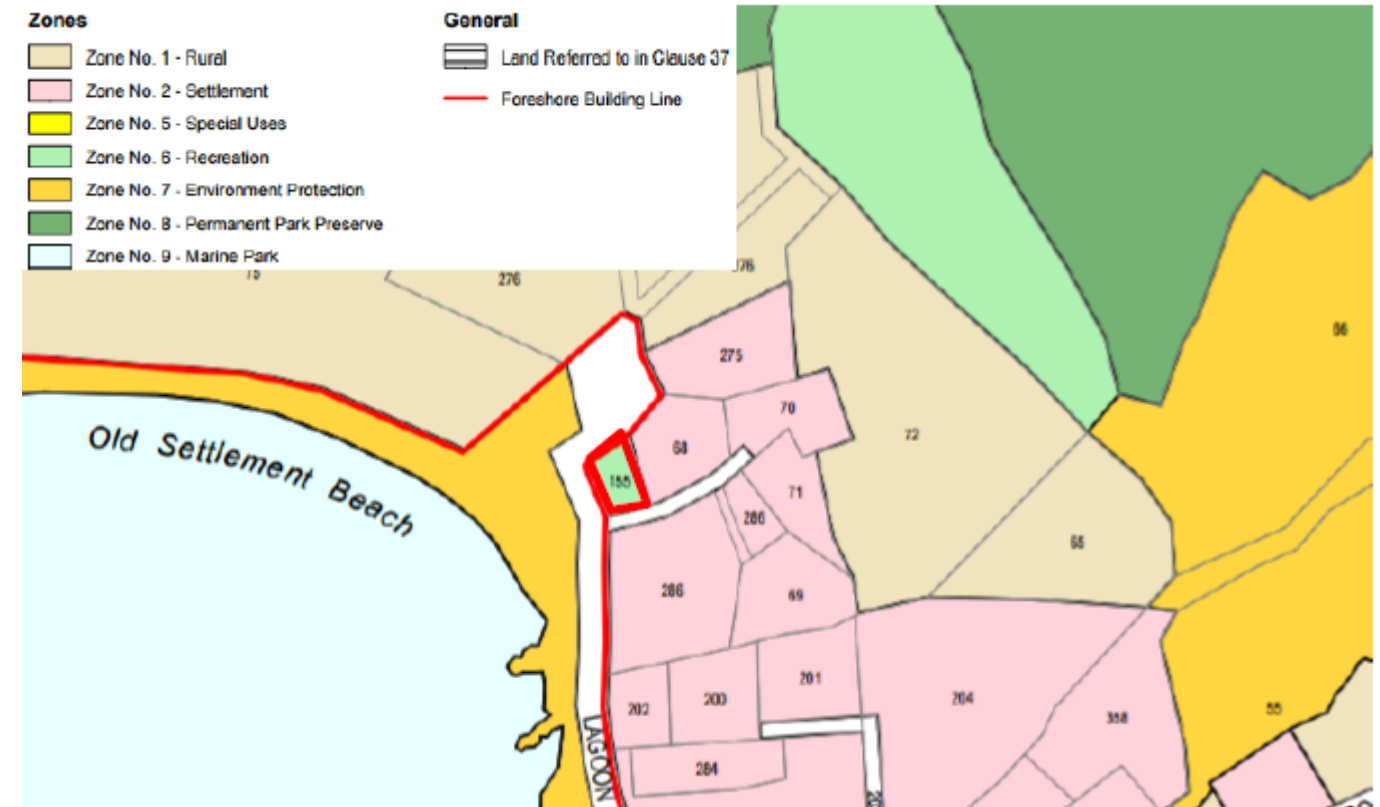 Zones
Zone No. 1 - Rural
Zone No. 2 - Settlement
Zone No. 5 - Special Uses
Zone No. 6 - Recreation
Zone No. 7 - Environment Protection
Zone No. 8 - Permanent Park Preserve
Zone No. 9 - Marine Park
General
Land Referred to in Clause 37
Foreshore Building Line
276
275
66
70
72
68
155
71
286
65
286
69
201
202
200
204
358
55
284
Old Settlement Beach
LAGOON